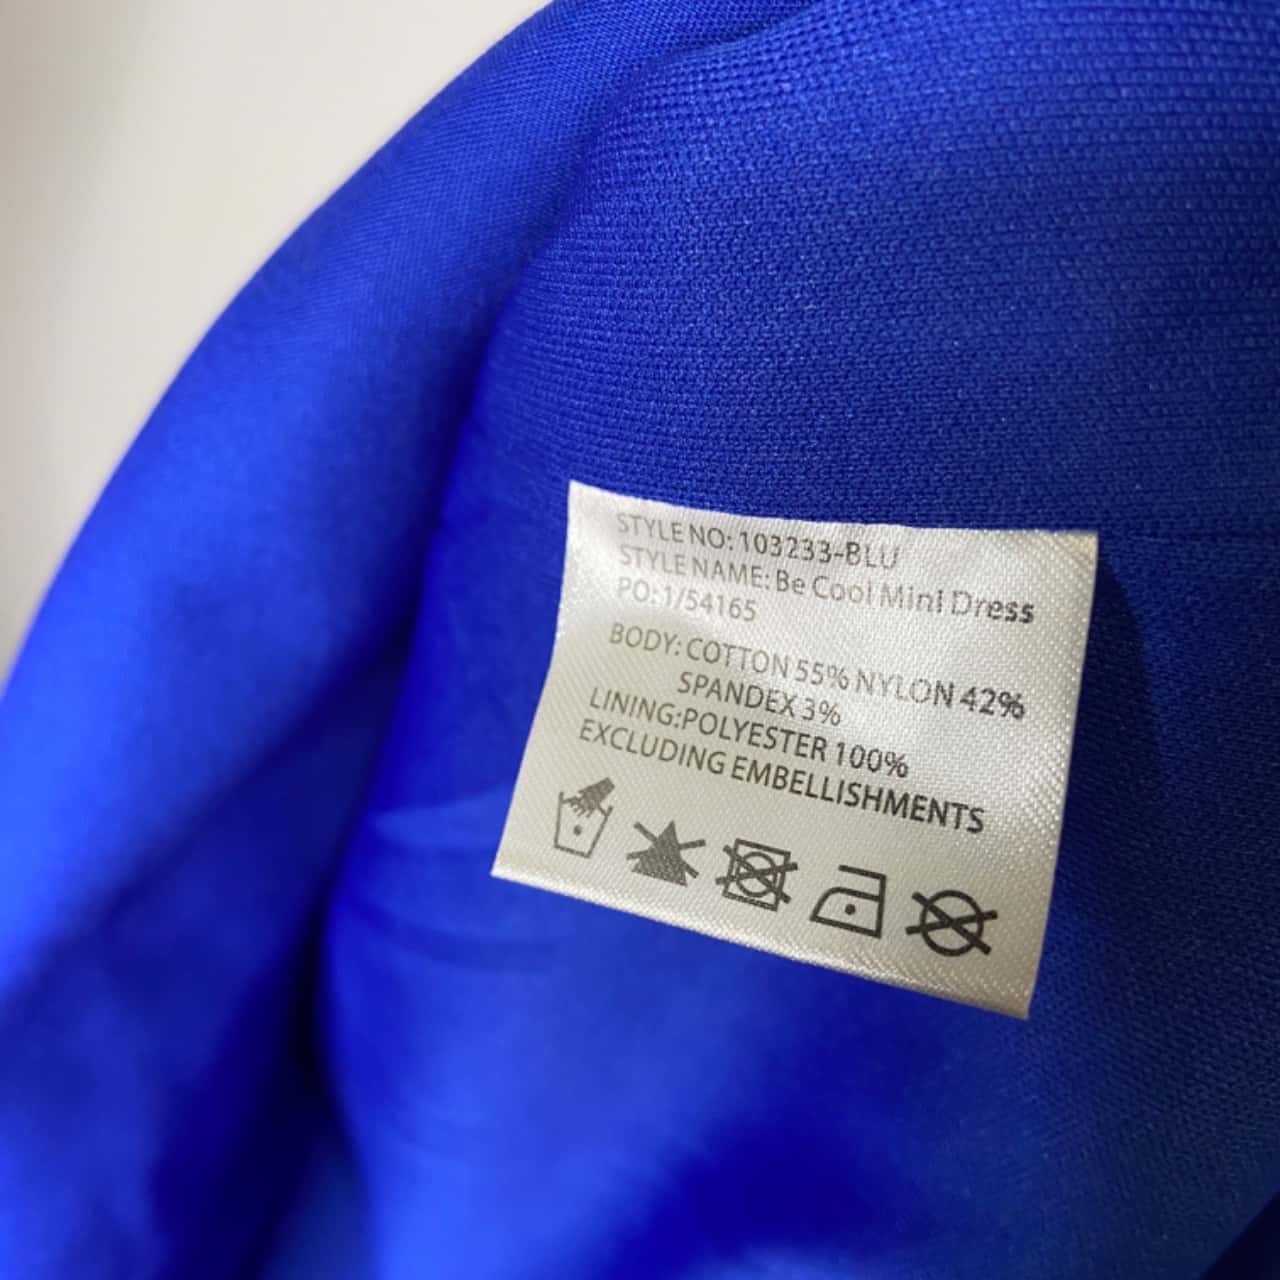 STYLE NO: 103233-BLU
STYLE NAME: Be Cool Mini Dress
PO: 1/54165
BODY: COTTON 55% NYLON 42%
SPANDEX 3%
LINING:POLYESTER 100%
EXCLUDING EMBELLISHMENTS